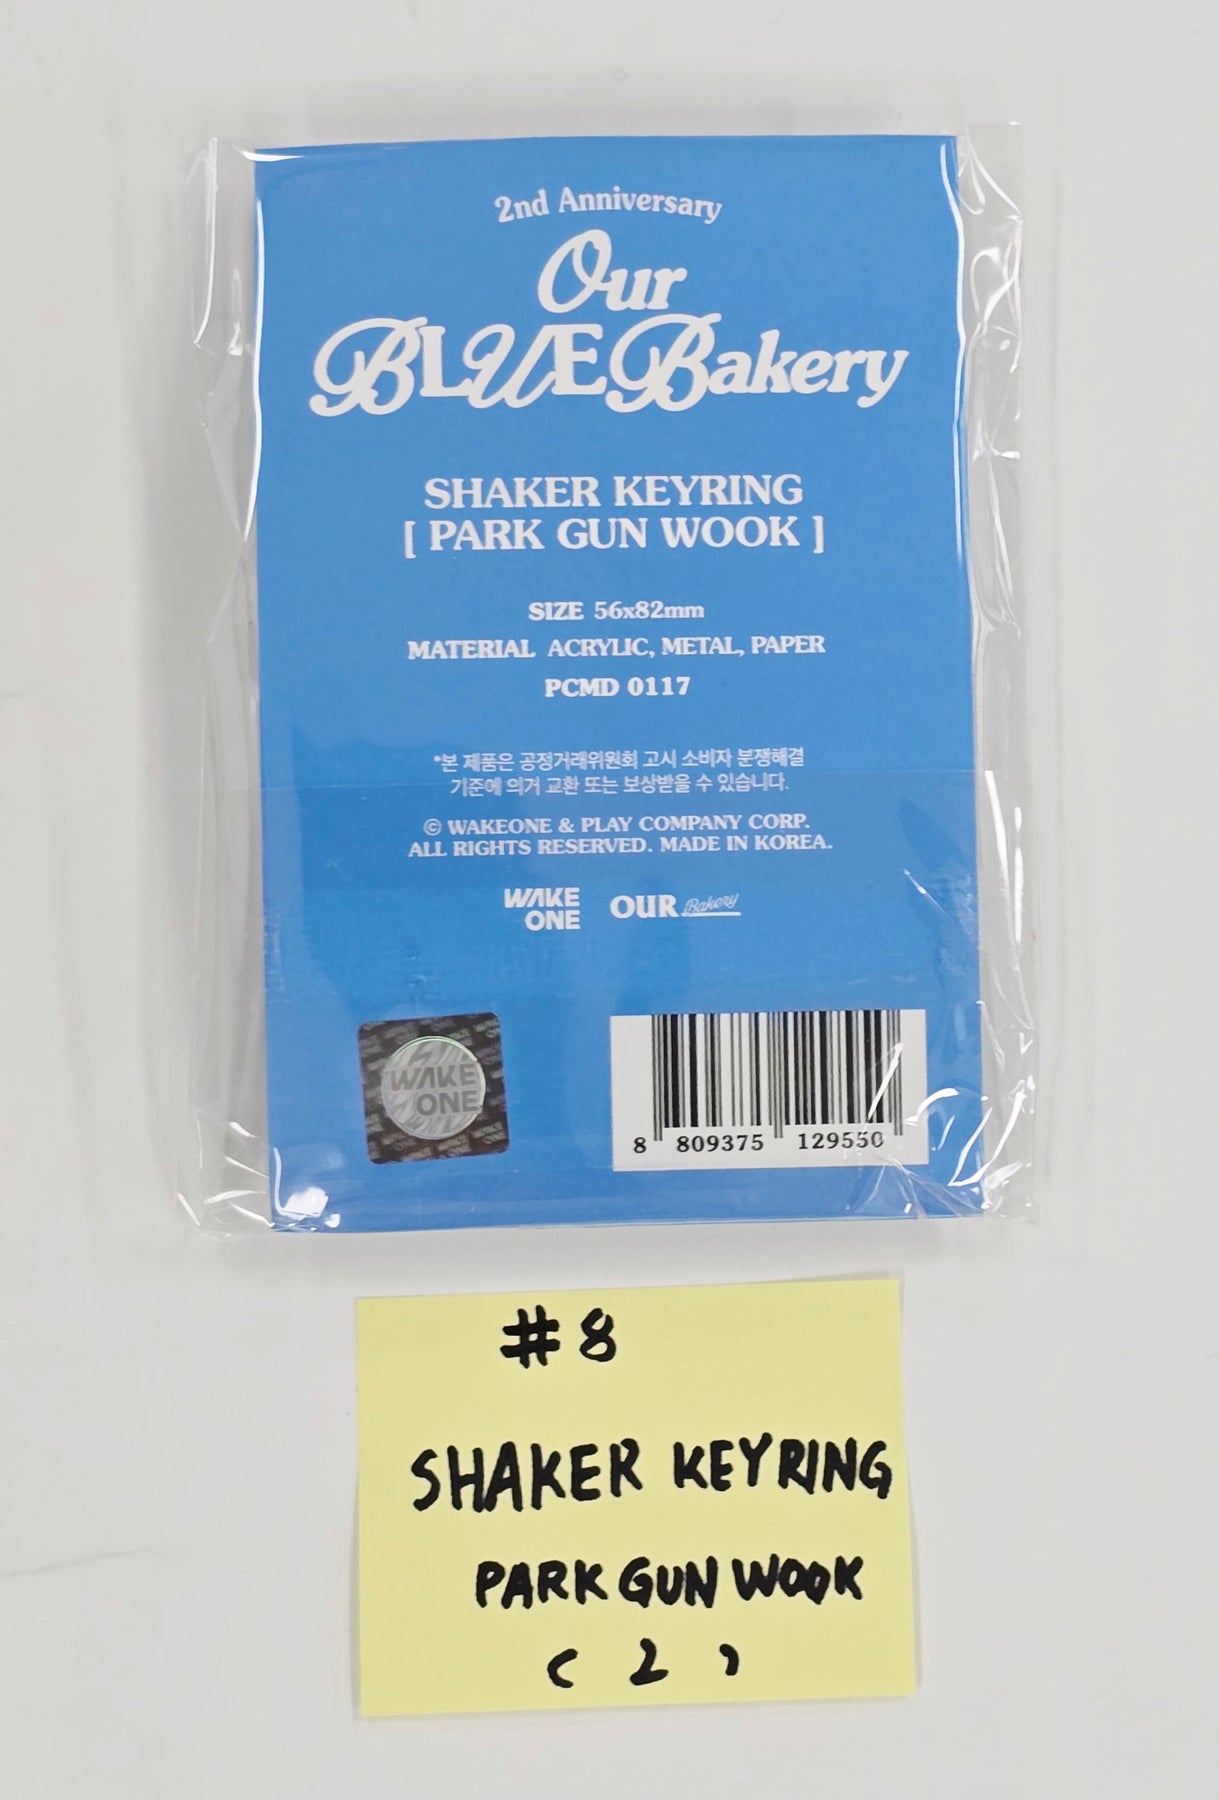 2nd Anniversary
Our
BLUE Bakery
SHAKER KEYRING
[ PARK GUN WOOK ]
SIZE 56x82mm
MATERIAL ACRYLIC, METAL, PAPER
PCMD 0117
*본 제품은 공정거래위원회 고시 소비자 분쟁해결
기준에 의거 교환 또는 보상받을 수 있습니다.
© WAKEONE & PLAY COMPANY CORP.
ALL RIGHTS RESERVED. MADE IN KOREA.
WAKE
ONE
OUR Bakery
WAKE
ONE
8 809375 129550
#8
SHAKER KEYRING
PARK GUN WOOK
( 2 )